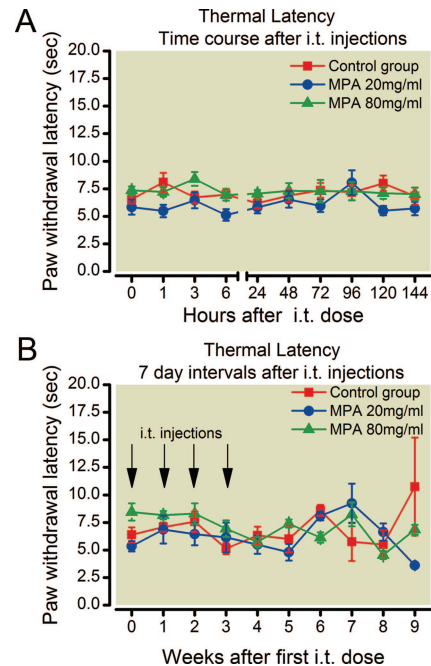 A
Thermal Latency
Time course after i.t. injections
Paw withdrawal latency (sec)
20.0
17.5
15.0
12.5
10.0
7.5
5.0
2.5
0.0
Control group
MPA 20mg/ml
MPA 80mg/ml
0 1 3 6 24 48 72 96 120 144
Hours after i.t. dose
B
Thermal Latency
7 day intervals after i.t. injections
Paw withdrawal latency (sec)
20.0
17.5
15.0
12.5
10.0
7.5
5.0
2.5
0.0
Control group
MPA 20mg/ml
MPA 80mg/ml
i.t. injections
0 1 2 3 4 5 6 7 8 9
Weeks after first i.t. dose